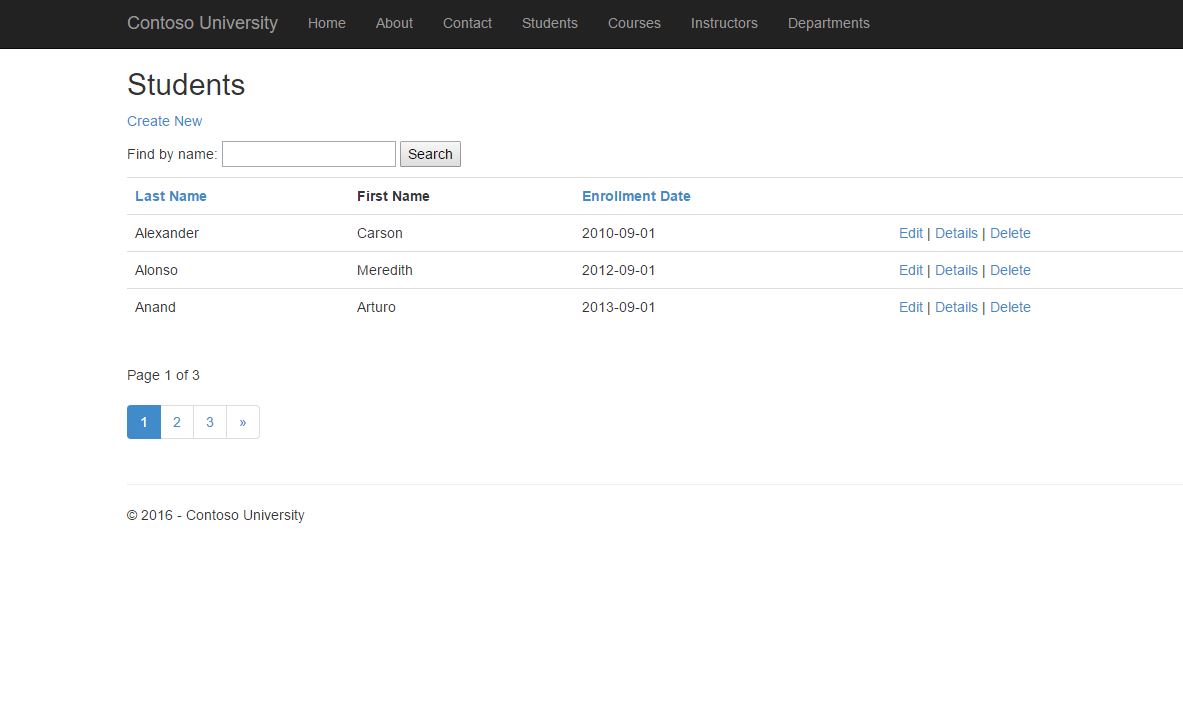 Contoso University Home About Contact Students Courses Instructors Departments
Students
Create New
Find by name: Search
Last Name First Name Enrollment Date
Alexander Carson 2010-09-01 Edit | Details | Delete
Alonso Meredith 2012-09-01 Edit | Details | Delete
Anand Arturo 2013-09-01 Edit | Details | Delete
Page 1 of 3
1 2 3 »
© 2016 - Contoso University